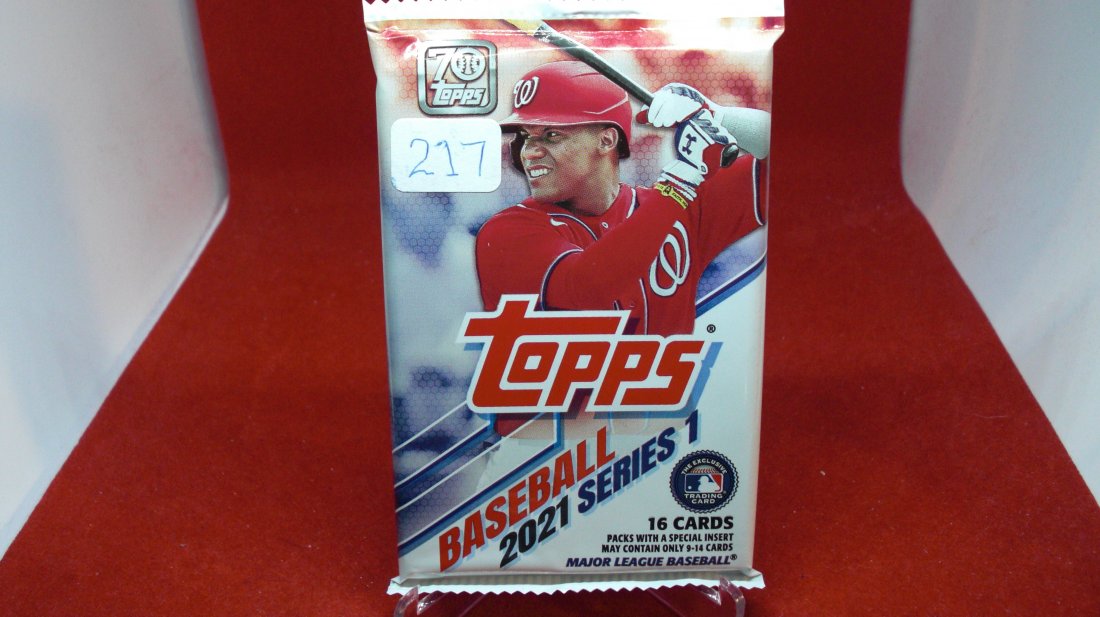 70
topps
217
W
W
topps®
BASEBALL
2021 SERIES 1
THE EXCLUSIVE
TRADING
CARD
16 CARDS
PACKS WITH A SPECIAL INSERT
MAY CONTAIN ONLY 9-14 CARDS
MAJOR LEAGUE BASEBALL®